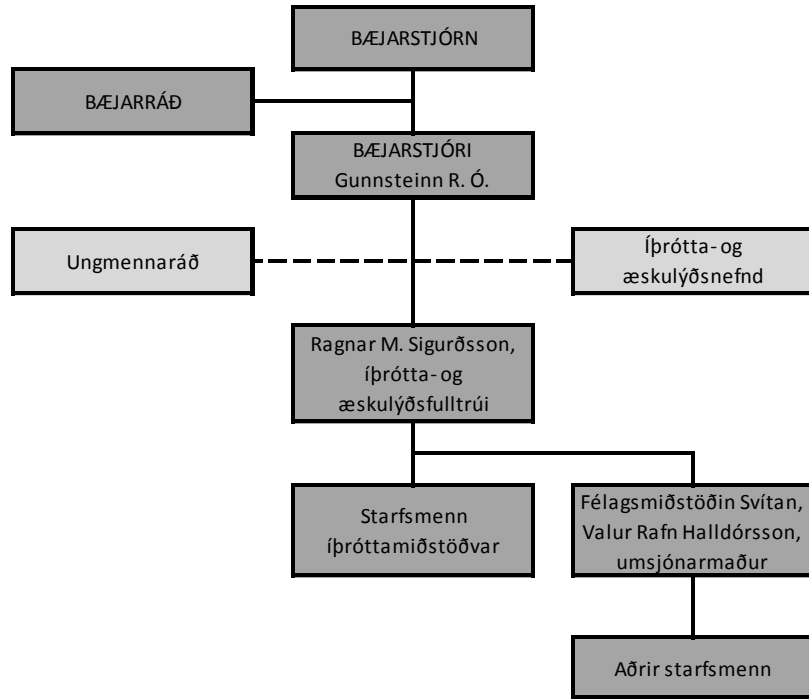 BÆJARSTJÓRN
BÆJARRÁÐ
BÆJARSTJÓRI
Gunnsteinn R. Ó.
Ungmennaráð
Íþrótta- og
æskulýðsnefnd
Ragnar M. Sigurðsson,
íþrótta- og
æskulýðsfulltrúi
Starfsmenn
íþróttamiðstöðvar
Félagsmiðstöðin Svítan,
Valur Rafn Halldórsson,
umsjónarmaður
Aðrir starfsmenn